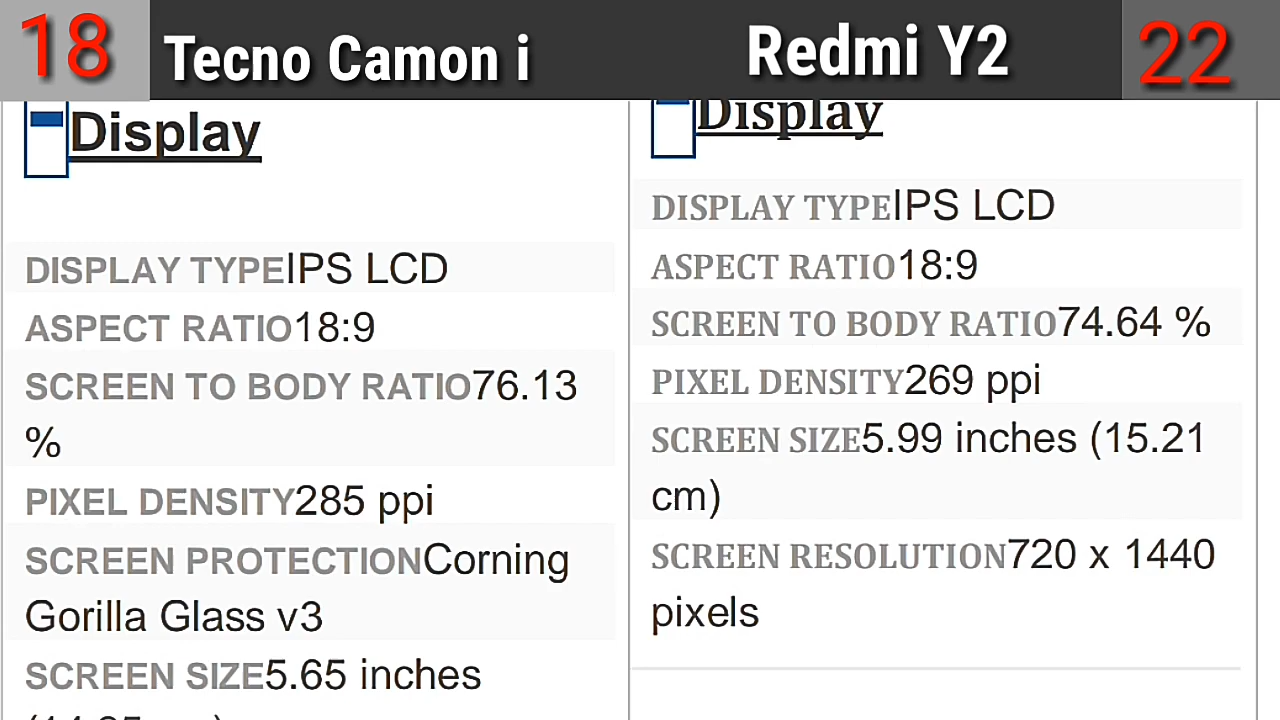 18 Tecno Camon i Redmi Y2 22
Display
DISPLAY TYPEIPS LCD
ASPECT RATIO18:9
SCREEN TO BODY RATIO76.13
%
PIXEL DENSITY285 ppi
SCREEN PROTECTIONCorning
Gorilla Glass v3
SCREEN SIZE5.65 inches
Display
DISPLAY TYPEIPS LCD
ASPECT RATIO18:9
SCREEN TO BODY RATIO74.64 %
PIXEL DENSITY269 ppi
SCREEN SIZE5.99 inches (15.21
cm)
SCREEN RESOLUTION720 x 1440
pixels